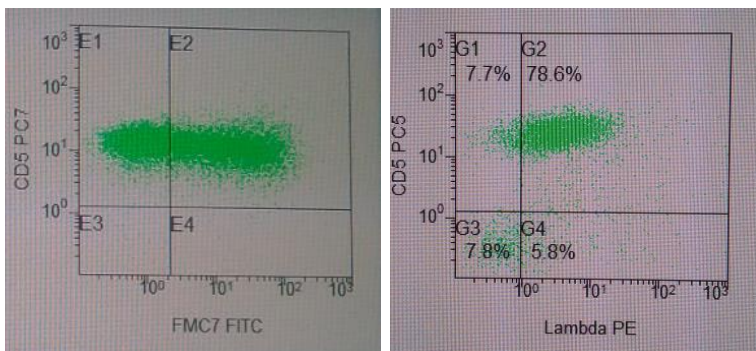 E1 E2
10³
10²
10¹
10⁰
E3 E4
CD5 PC7
10⁰ 10¹ 10² 10³
FMC7 FITC
G1 G2
7.7% 78.6%
10³
10²
10¹
10⁰
G3 G4
7.8% 5.8%
CD5 PC5
10⁰ 10¹ 10² 10³
Lambda PE